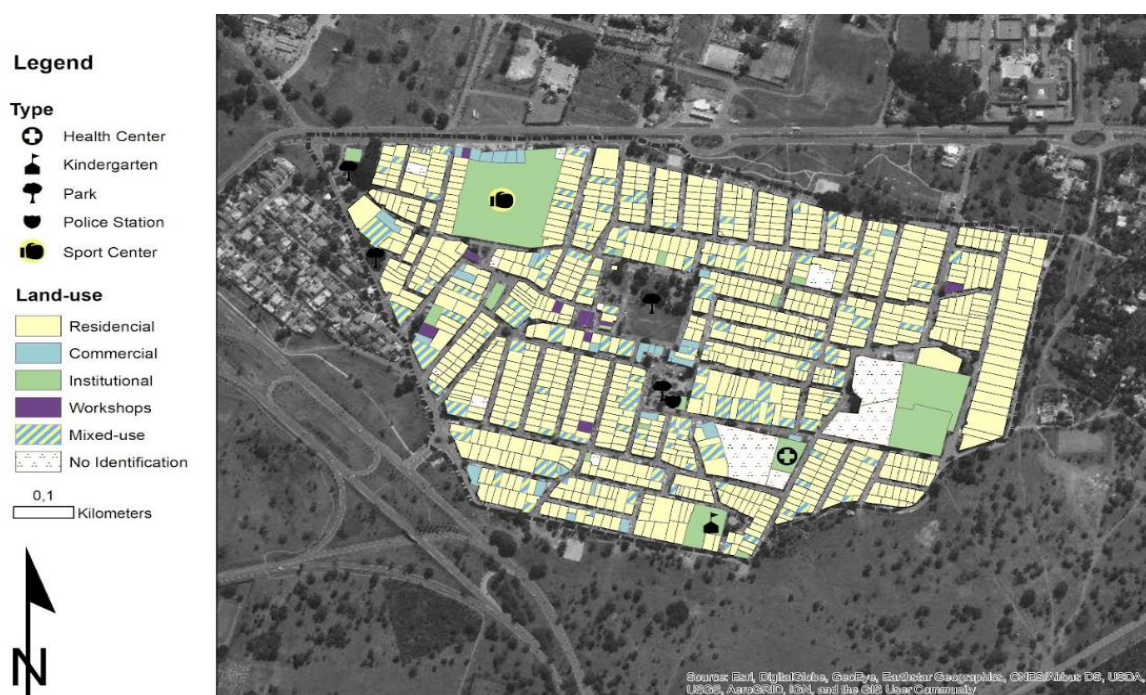 Legend
Type
Health Center
Kindergarten
Park
Police Station
Sport Center
Land-use
Residencial
Commercial
Institutional
Workshops
Mixed-use
No Identification
0,1
Kilometers
N
Source: Esri, DigitalGlobe, GeoEye, Earthstar Geographics, CNES/Airbus DS, USDA,
USGS, AeroGRID, IGN, and the GIS User Community